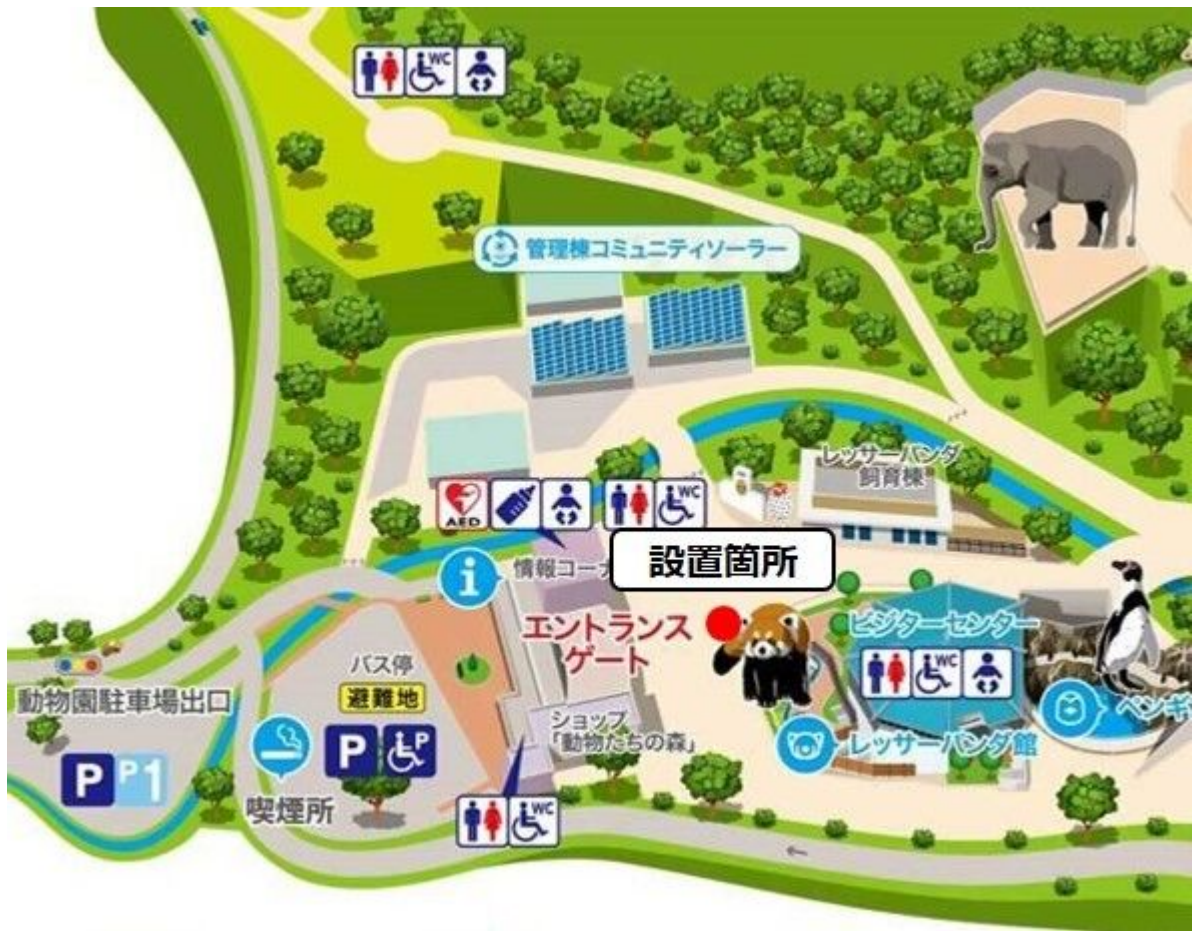 WC
管理棟コミュニティソーラー
レッサーパンダ
飼育棟
AED
WC
設置箇所
情報コーナ
エントランス
ゲート
ビジターセンター
WC
バス停
避難地
動物園駐車場出口
P
P1
P
P
喫煙所
ショップ
「動物たちの森」
レッサーパンダ館
ペンギ
WC